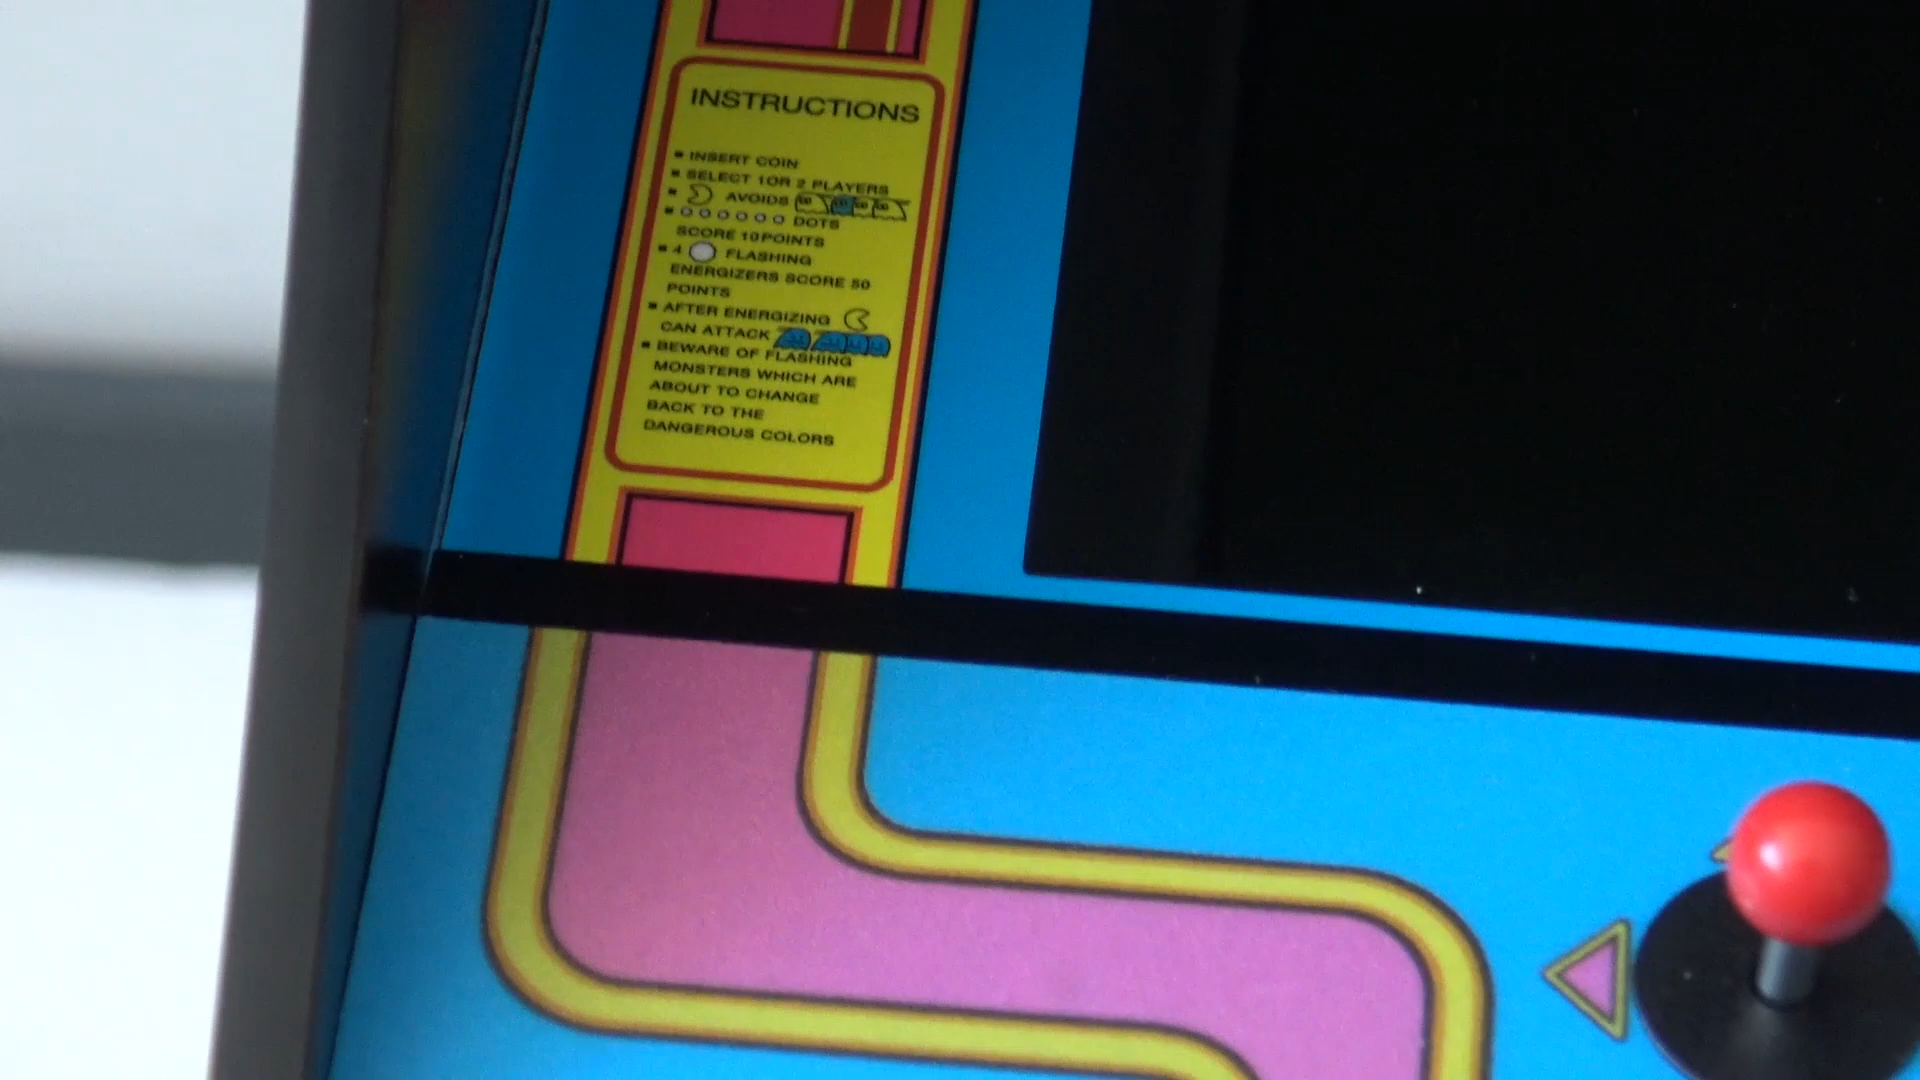 INSTRUCTIONS
INSERT COIN
SELECT 1OR 2 PLAYERS
AVOIDS
DOTS
SCORE 10POINTS
4 FLASHING
ENERGIZERS SCORE 50
POINTS
AFTER ENERGIZING
CAN ATTACK
BEWARE OF FLASHING
MONSTERS WHICH ARE
ABOUT TO CHANGE
BACK TO THE
DANGEROUS COLORS